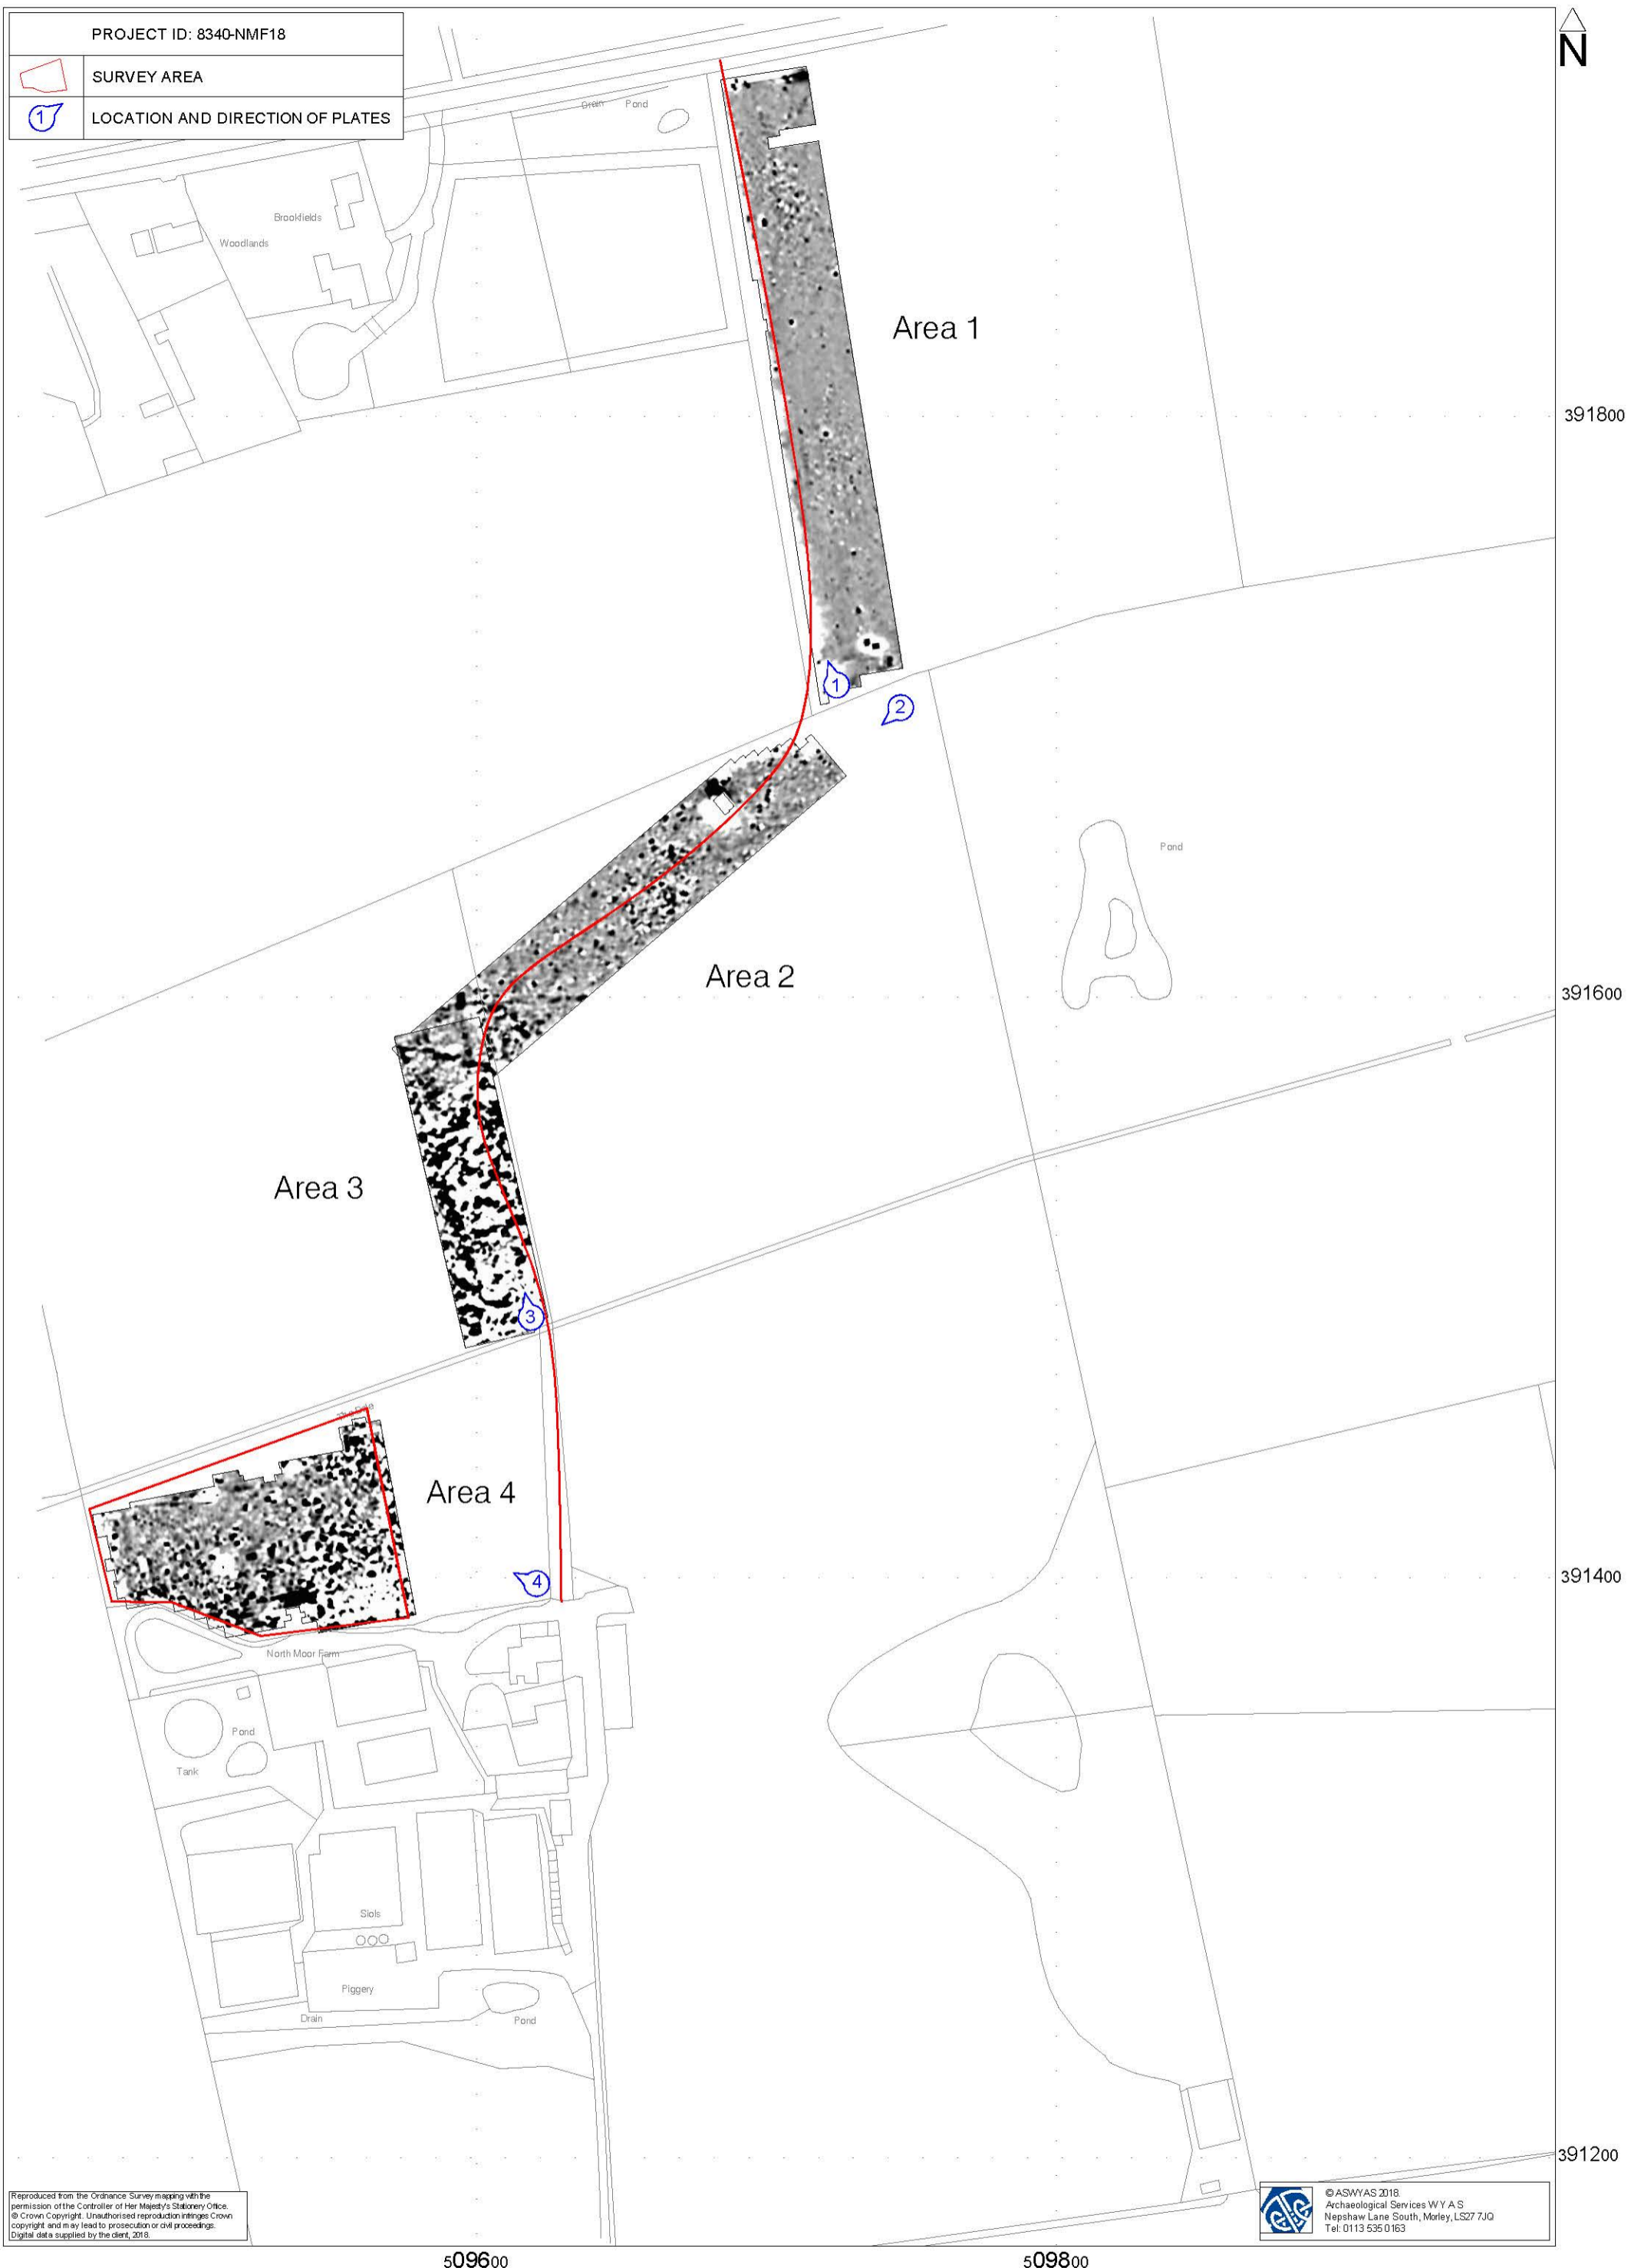 PROJECT ID: 8340-NMF18
SURVEY AREA
1
LOCATION AND DIRECTION OF PLATES
N
Drain
Pond
Brookfields
Woodlands
Area 1
391800
1
2
Pond
Area 2
391600
Area 3
3
Area 4
4
391400
North Moor Farm
Pond
Tank
Slols
Piggery
Drain
Pond
391200
Reproduced from the Ordnance Survey mapping with the
permission of the Controller of Her Majesty's Stationery Office.
© Crown Copyright. Unauthorised reproduction infringes Crown
copyright and may lead to prosecution or civil proceedings.
Digital data supplied by the client, 2018.
© ASWYAS 2018.
Archaeological Services W Y A S
Nepshaw Lane South, Morley, LS27 7JQ
Tel: 0113 535 0163
509600
509800